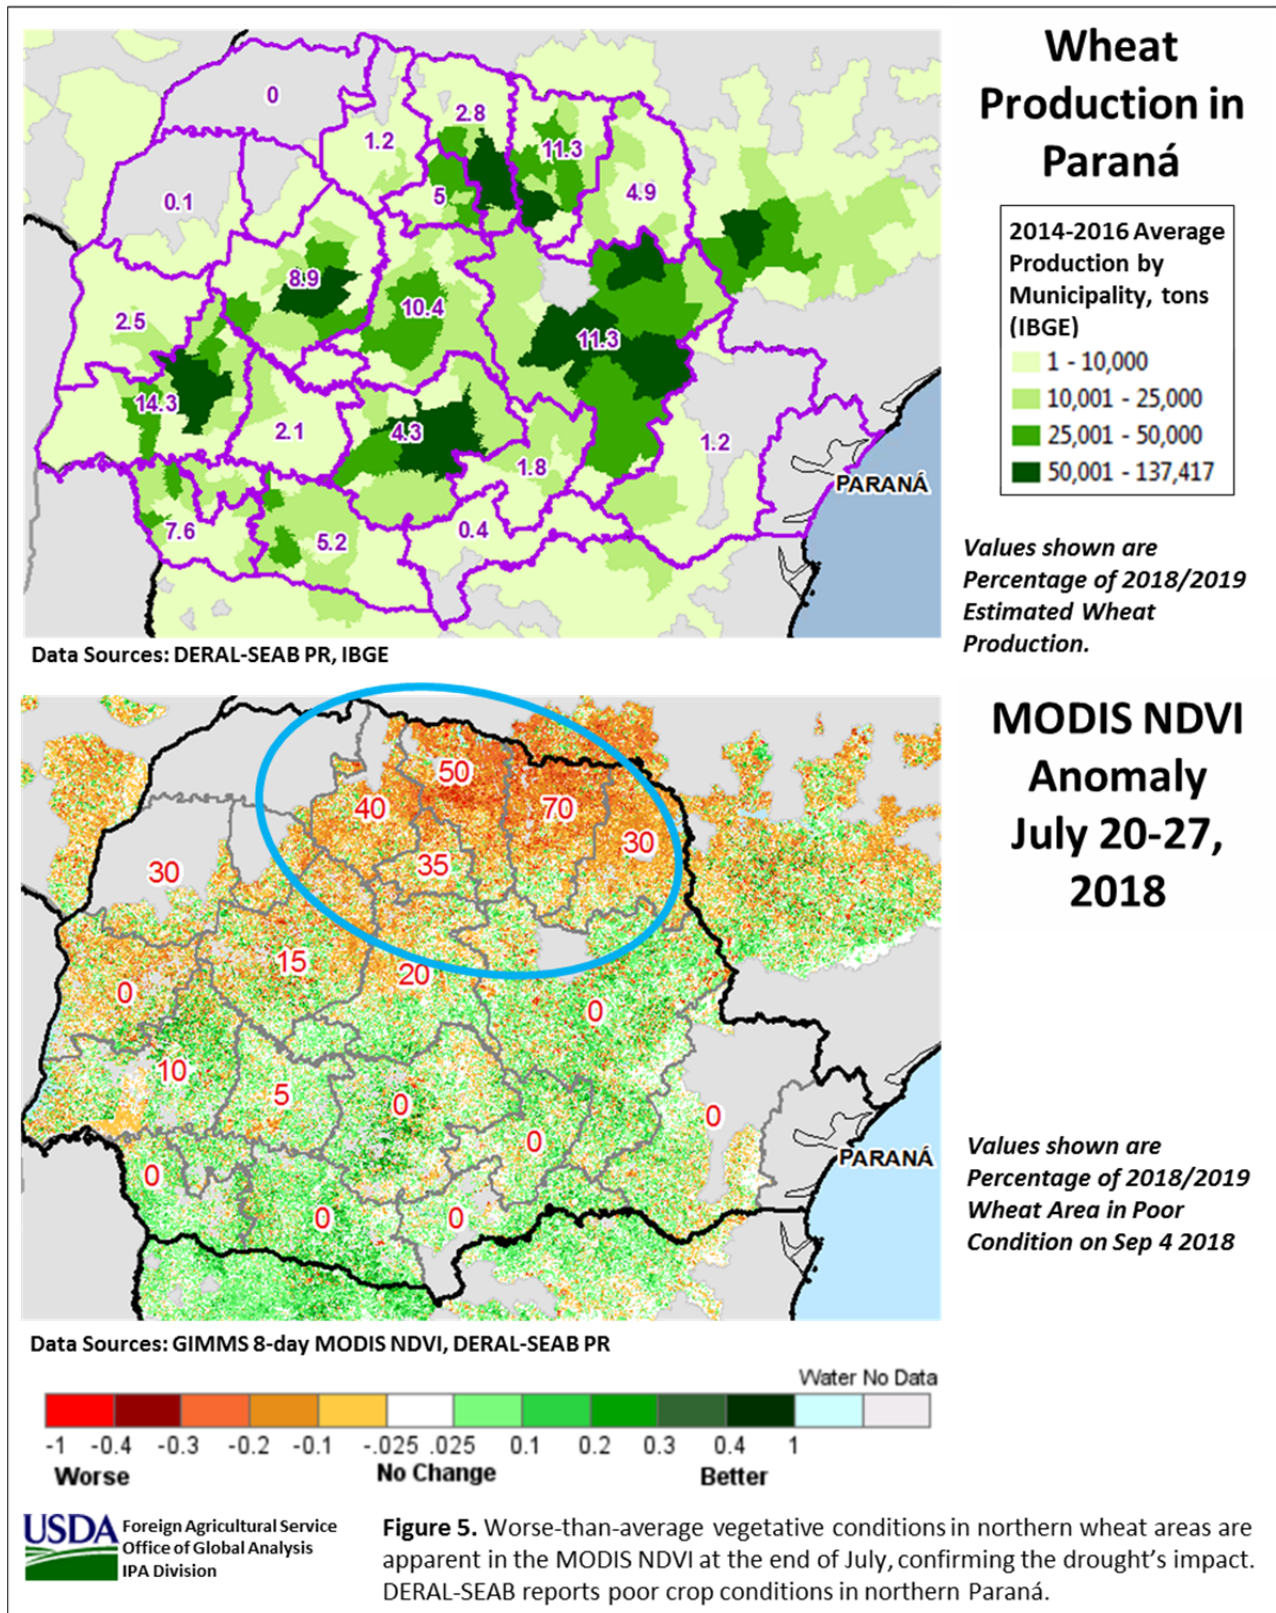 Wheat
Production in
Paraná
0
2.8
1.2
11.3
5
4.9
0.1
8.9
10.4
2.5
11.3
14.3
2.1
4.3
1.2
1.8
PARANÁ
7.6
5.2
0.4
2014-2016 Average
Production by
Municipality, tons
(IBGE)
1 - 10,000
10,001 - 25,000
25,001 - 50,000
50,001 - 137,417
Values shown are
Percentage of 2018/2019
Estimated Wheat
Production.
Data Sources: DERAL-SEAB PR, IBGE
MODIS NDVI
Anomaly
July 20-27,
2018
50
40
70
30
35
30
15
20
0
0
10
5
0
0
0
PARANÁ
0
0
0
Values shown are
Percentage of 2018/2019
Wheat Area in Poor
Condition on Sep 4 2018
Data Sources: GIMMS 8-day MODIS NDVI, DERAL-SEAB PR
Water No Data
-1 -0.4 -0.3 -0.2 -0.1 -.025 .025 0.1 0.2 0.3 0.4 1
Worse No Change Better
USDA
Foreign Agricultural Service
Office of Global Analysis
IPA Division
Figure 5. Worse-than-average vegetative conditions in northern wheat areas are
apparent in the MODIS NDVI at the end of July, confirming the drought's impact.
DERAL-SEAB reports poor crop conditions in northern Paraná.